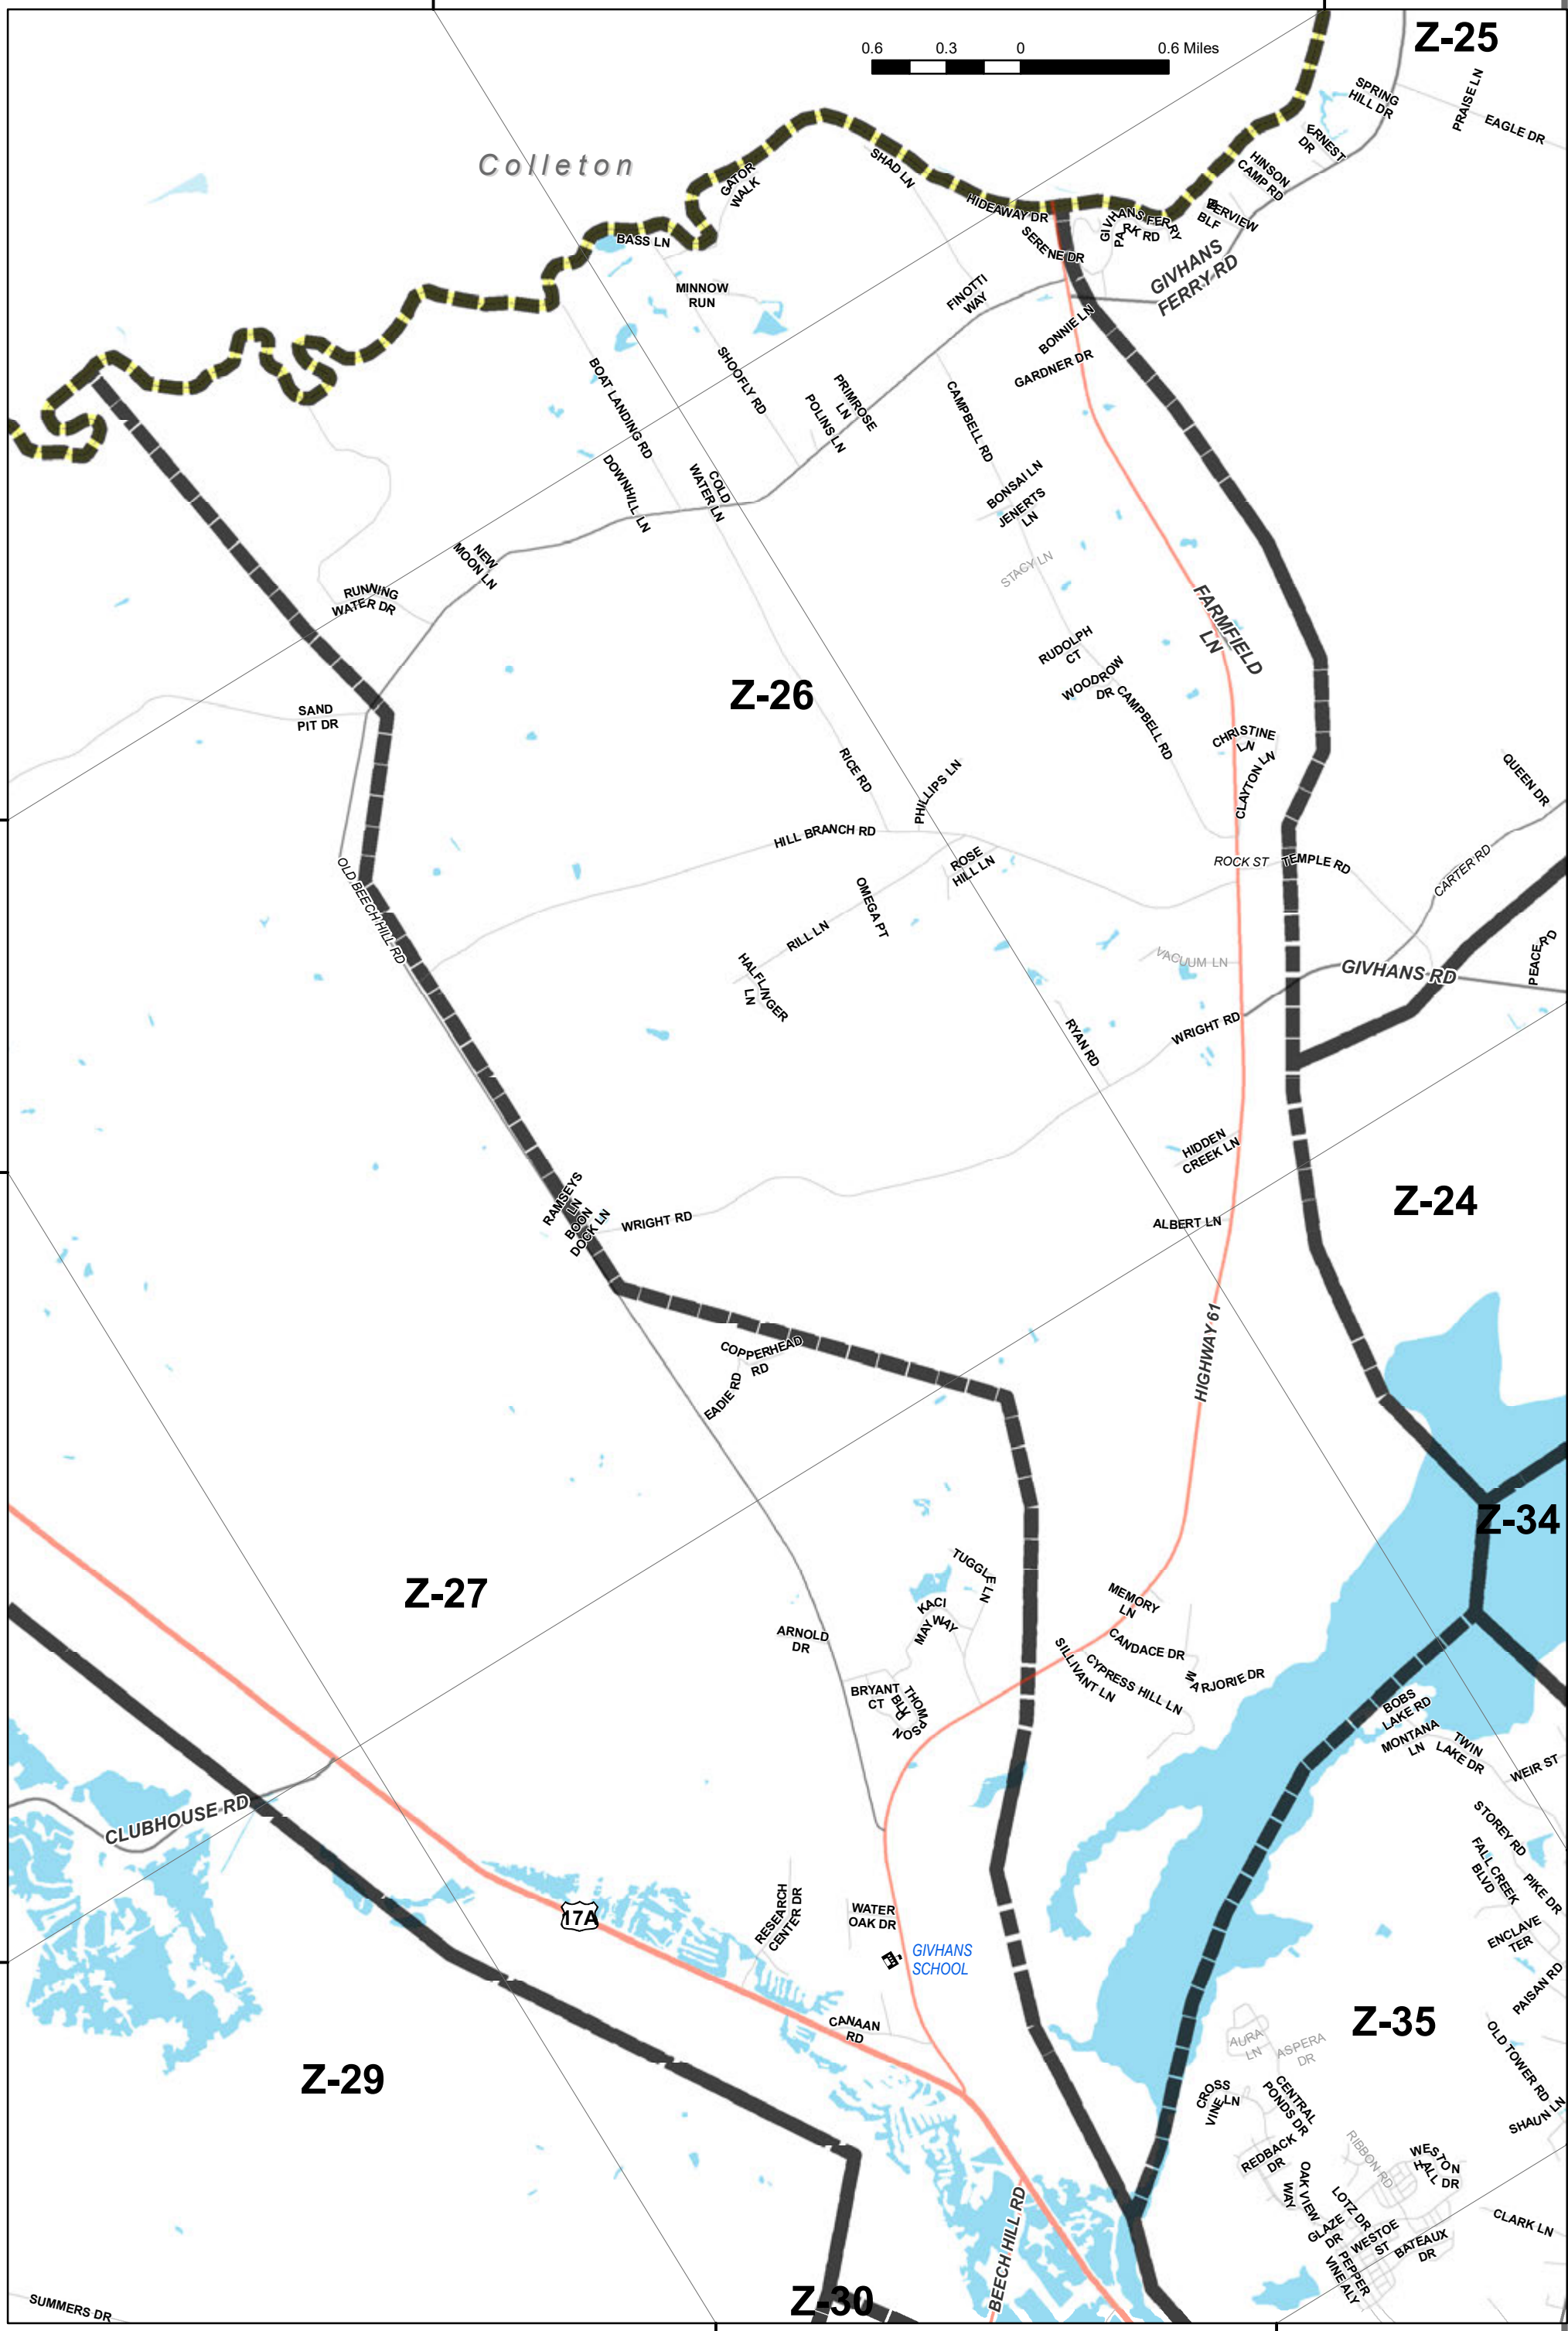 Z-25
0.6 0.3 0 0.6 Miles
SPRING
HILL DR
PRAISE LN
EAGLE DR
ERNEST
DR
HINSON
CAMP RD
Colleton
SHAD LN
GATOR
WALK
HIDEAWAY DR
GIVHANS FERRY
PARK RD
BLF
SERENE DR
BASS LN
GIVHANS
FERRY RD
MINNOW
RUN
FINOTTI
WAY
BONNIE LN
GARDNER DR
BOAT LANDING RD
SHOOFLY RD
PRIMROSE
LN
POLINS LN
CAMPBELL RD
DOWNHILL LN
COLD
WATER LN
BONSAI LN
JENERTS
LN
NEW
MOON LN
STACY LN
RUNNING
WATER DR
FARMFIELD
LN
RUDOLPH
CT
WOODROW
DR
Z-26
CAMPBELL RD
SAND
PIT DR
CHRISTINE
LN
CLAYTON LN
RICE RD
PHILLIPS LN
QUEEN DR
HILL BRANCH RD
ROSE
HILL LN
ROCK ST
TEMPLE RD
CARTER RD
OLD BEECH HILL RD
OMEGA PT
RILL LN
PEACE RD
VACUUM LN
GIVHANS RD
HALFLINGER
LN
WRIGHT RD
RYAN RD
HIDDEN
CREEK LN
Z-24
RAMSEYS
LN
BOON
DOCK LN
WRIGHT RD
ALBERT LN
HIGHWAY 61
COPPERHEAD
RD
EADIE RD
Z-34
TUGGLE LN
Z-27
KACI
WAY
MAY
MEMORY
LN
ARNOLD
DR
CANDACE DR
SILLIVANT LN
CYPRESS HILL LN
MARJORIE DR
BRYANT
CT
THOMPSON
BLVD
BOBS
LAKE RD
MONTANA
LN
TWIN
LAKE DR
WEIR ST
CLUBHOUSE RD
STOREY RD
FALL CREEK
BLVD
PIKE DR
RESEARCH
CENTER DR
WATER
OAK DR
17A
ENCLAVE
TER
GIVHANS
SCHOOL
PAISAN RD
CANAAN
RD
Z-35
AURA
LN
ASPERA
DR
OLD TOWER RD
Z-29
CROSS
VINE LN
CENTRAL
PONDS DR
SHAUN LN
REDBACK
DR
RIBBON RD
WESTON
HALL DR
OAK VIEW
WAY
LOTZ DR
GLAZE
DR
WESTOE
ST
BATEAUX
DR
CLARK LN
PEPPER
VINE ALY
BEECH HILL RD
Z-30
SUMMERS DR